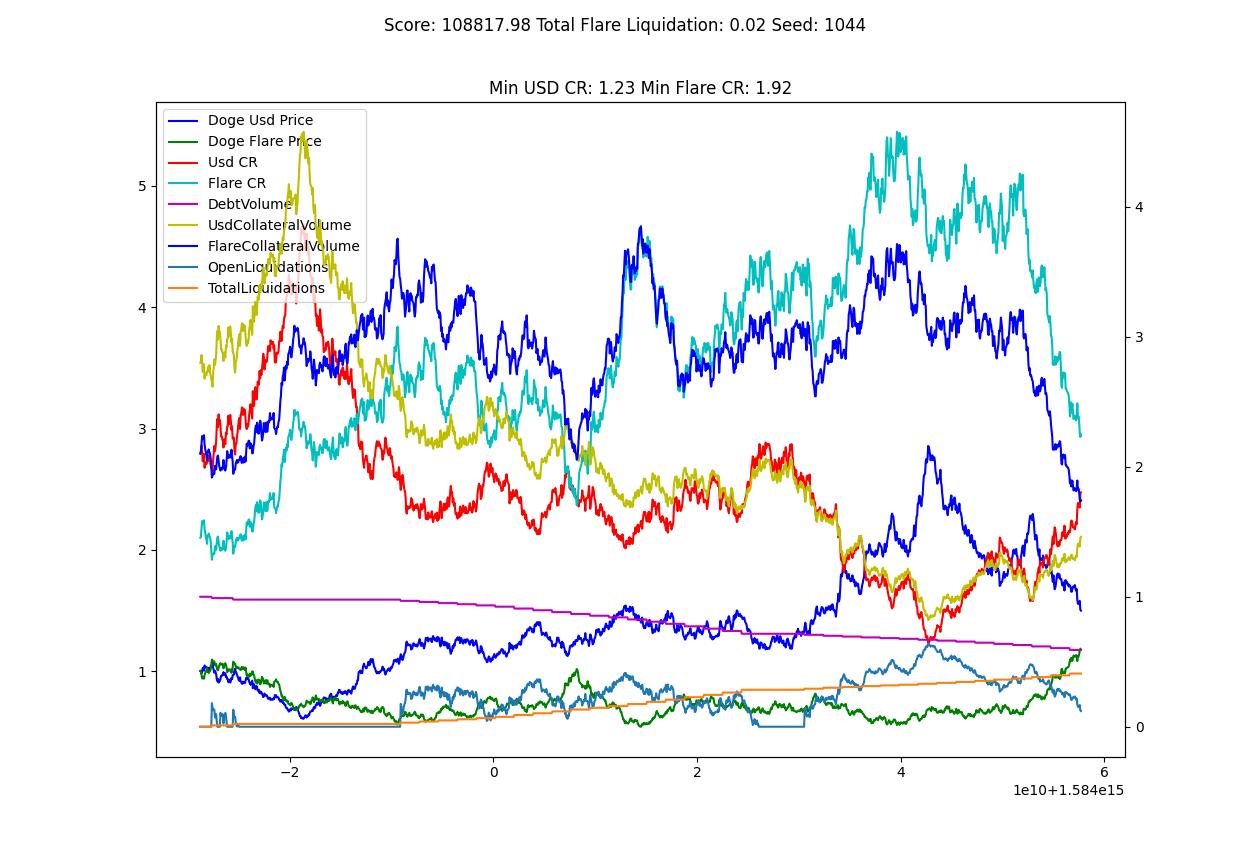 Score: 108817.98 Total Flare Liquidation: 0.02 Seed: 1044
Min USD CR: 1.23 Min Flare CR: 1.92
Doge Usd Price
Doge Flare Price
Usd CR
Flare CR
DebtVolume
UsdCollateralVolume
FlareCollateralVolume
OpenLiquidations
TotalLiquidations
5
4
3
2
1
4
3
2
1
0
−2
0
2
4
6
1e10+1.584e15